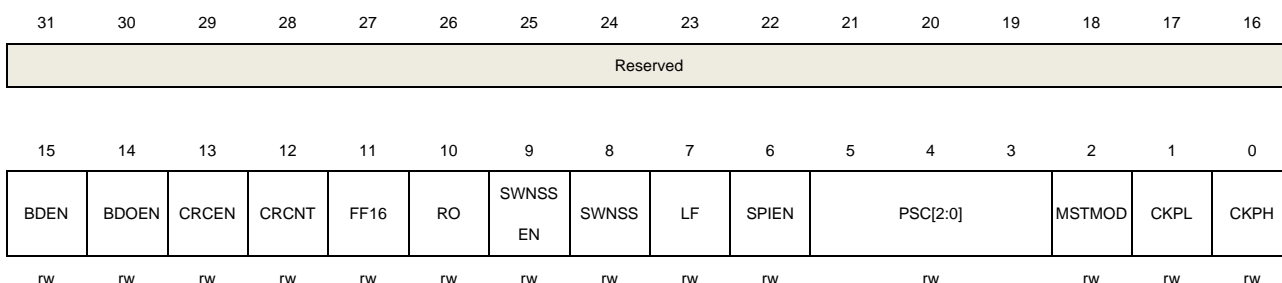 31 30 29 28 27 26 25 24 23 22 21 20 19 18 17 16
Reserved
15 14 13 12 11 10 9 8 7 6 5 4 3 2 1 0
BDEN BDOEN CRCEN CRCNT FF16 RO SWNSS EN SWNSS LF SPIEN PSC[2:0] MSTMOD CKPL CKPH
rw rw rw rw rw rw rw rw rw rw rw rw rw rw